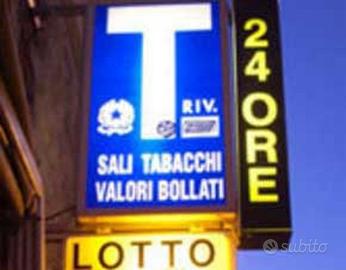 T
RIV.
SALI TABACCHI
VALORI BOLLATI
24 ORE
LOTTO
subito